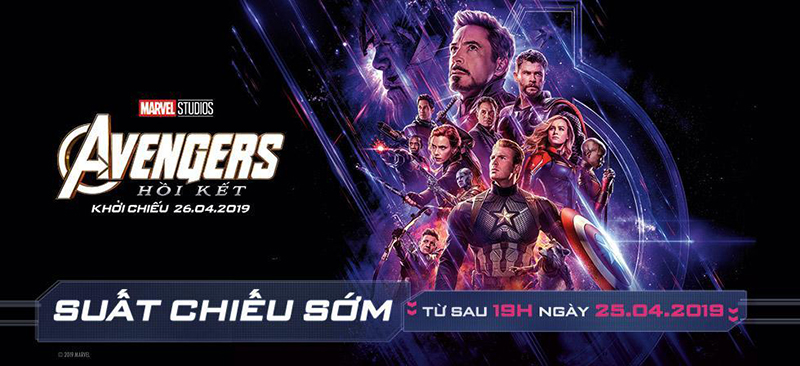 MARVEL STUDIOS
AVENGERS
HỒI KẾT
KHỞI CHIẾU 26.04.2019
SUẤT CHIẾU SỚM
TỪ SAU 19H NGÀY 25.04.2019
© 2019 MARVEL